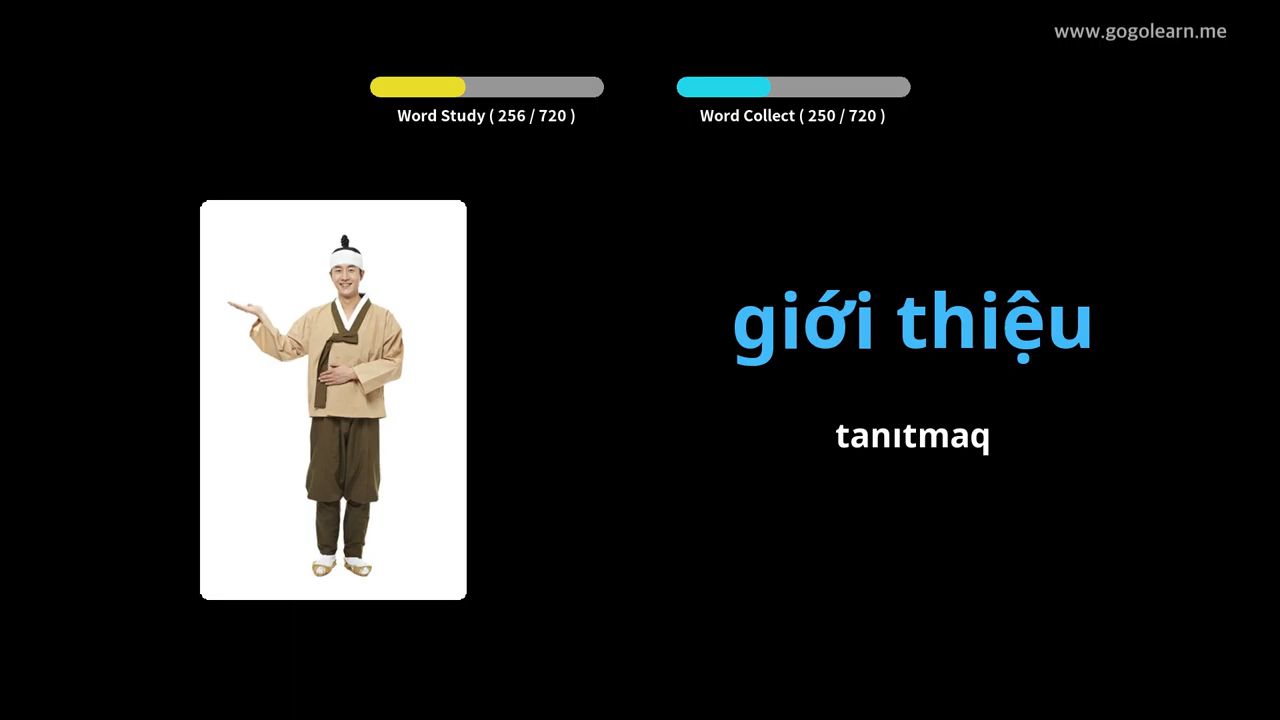 www.gogolearn.me
Word Study ( 256 / 720 )
Word Collect ( 250 / 720 )
giới thiệu
tanıtmaq